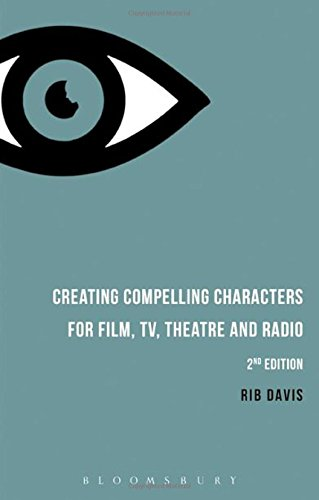 CREATING COMPELLING CHARACTERS
FOR FILM, TV, THEATRE AND RADIO
2ND EDITION
RIB DAVIS
BLOOMSBURY